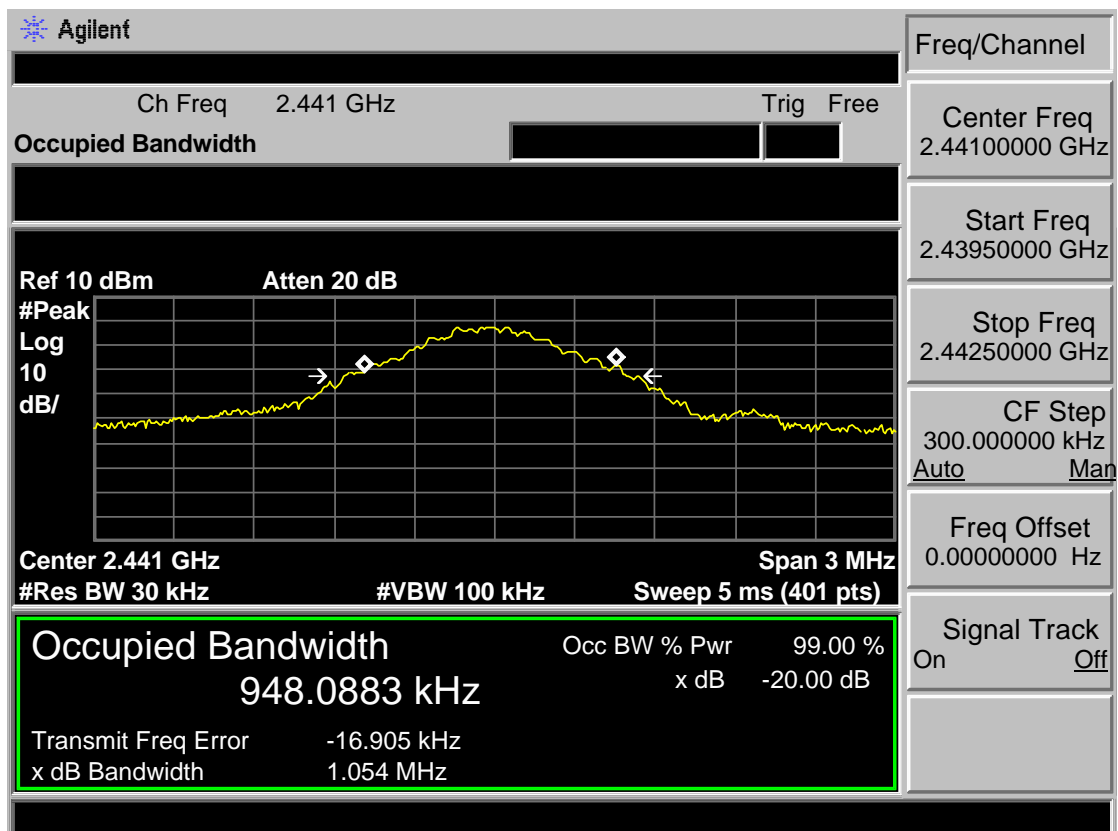 Agilent
Freq/Channel
Ch Freq 2.441 GHz Trig Free
Occupied Bandwidth
Center Freq
2.44100000 GHz
Start Freq
2.43950000 GHz
Stop Freq
2.44250000 GHz
CF Step
300.000000 kHz
Auto Man
Freq Offset
0.00000000 Hz
Signal Track
On Off
Ref 10 dBm Atten 20 dB
#Peak
Log
10
dB/
Center 2.441 GHz Span 3 MHz
#Res BW 30 kHz #VBW 100 kHz Sweep 5 ms (401 pts)
Occupied Bandwidth Occ BW % Pwr 99.00 %
948.0883 kHz x dB -20.00 dB
Transmit Freq Error -16.905 kHz
x dB Bandwidth 1.054 MHz